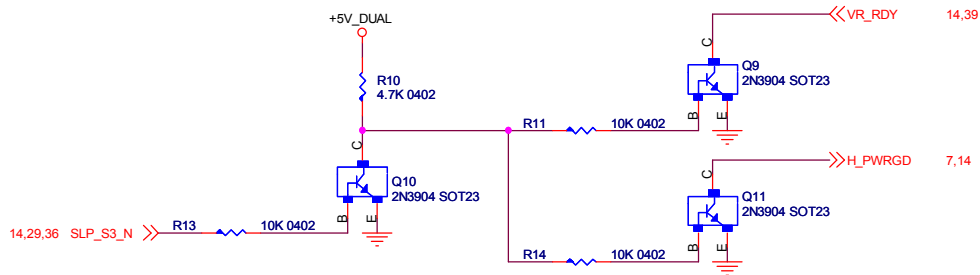 VR_RDY 14,39
+5V_DUAL
C
Q9
2N3904 SOT23
R10
4.7K 0402
B
E
R11 10K 0402
C
H_PWRGD 7,14
C
Q10
2N3904 SOT23
Q11
2N3904 SOT23
B
E
14,29,36 SLP_S3_N R13 10K 0402
B
E
R14 10K 0402